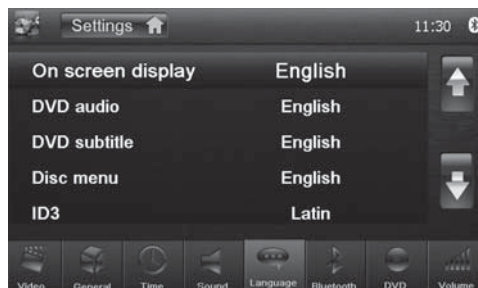 Settings 11:30
On screen display English
DVD audio English
DVD subtitle English
Disc menu English
ID3 Latin
Video General Time Sound Language Bluetooth DVD Volume